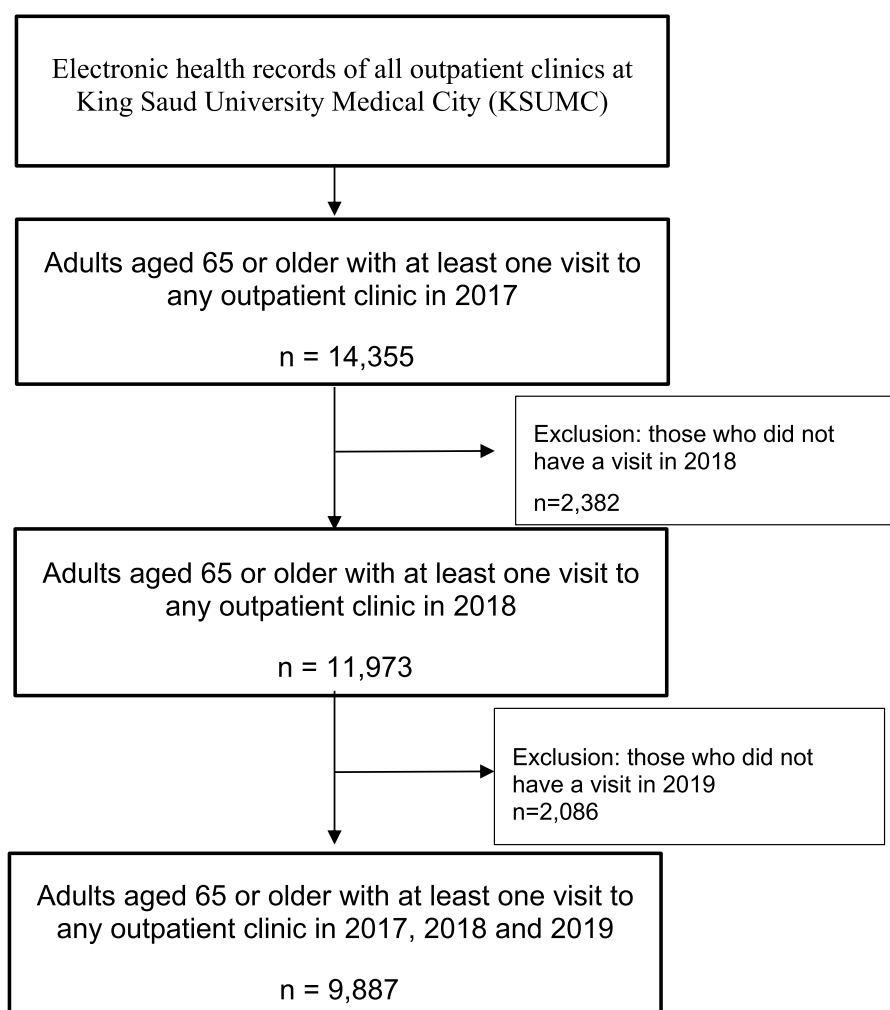 Electronic health records of all outpatient clinics at
King Saud University Medical City (KSUMC)
Adults aged 65 or older with at least one visit to
any outpatient clinic in 2017
n = 14,355
Exclusion: those who did not
have a visit in 2018
n=2,382
Adults aged 65 or older with at least one visit to
any outpatient clinic in 2018
n = 11,973
Exclusion: those who did not
have a visit in 2019
n=2,086
Adults aged 65 or older with at least one visit to
any outpatient clinic in 2017, 2018 and 2019
n = 9,887